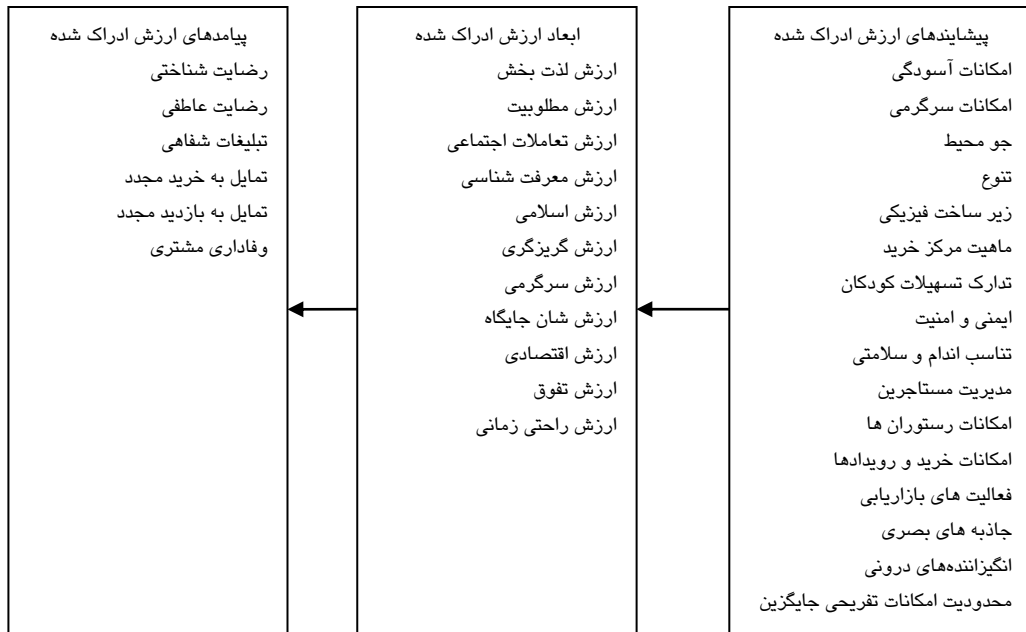 پیشایندهای ارزش ادراک شده
امکانات آسودگی
امکانات سرگرمی
جو محیط
تنوع
زیر ساخت فیزیکی
ماهیت مرکز خرید
تدارک تسهیلات کودکان
ایمنی و امنیت
تناسب اندام و سلامتی
مدیریت مستاجرین
امکانات رستوران ها
امکانات خرید و رویدادها
فعالیت های بازاریابی
جاذبه های بصری
انگیزاننده‌های درونی
محدودیت امکانات تفریحی جایگزین
ابعاد ارزش ادراک شده
ارزش لذت بخش
ارزش مطلوبیت
ارزش تعاملات اجتماعی
ارزش معرفت شناسی
ارزش اسلامی
ارزش گریزگری
ارزش سرگرمی
ارزش شان جایگاه
ارزش اقتصادی
ارزش تفوق
ارزش راحتی زمانی
پیامدهای ارزش ادراک شده
رضایت شناختی
رضایت عاطفی
تبلیغات شفاهی
تمایل به خرید مجدد
تمایل به بازدید مجدد
وفاداری مشتری